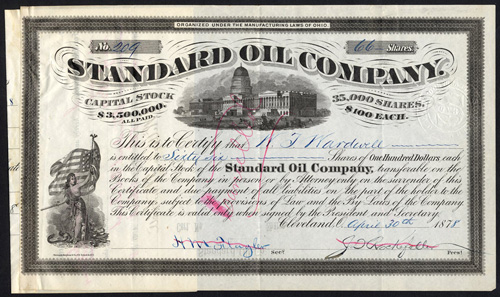 ORGANIZED UNDER THE MANUFACTURING LAWS OF OHIO.
No. 209
66 Shares.
STANDARD OIL COMPANY.
CAPITAL STOCK
$3,500,000.
ALL PAID.
35,000 SHARES,
$100 EACH.
This is to Certify that W T Wardwell
is entitled to Sixty Six Shares of One Hundred Dollars each
in the Capital Stock of the Standard Oil Company, transferable on the
Books of the Company in person or by Attorney only on the surrender of this
Certificate and due payment of all liabilities on the part of the holder to the
Company, subject to the provisions of Law and the By Laws of the Company
This Certificate is valid only when signed by the President and Secretary.
Cleveland, O. April 30th 1878
Secy.
J D Rockefeller
Prest.